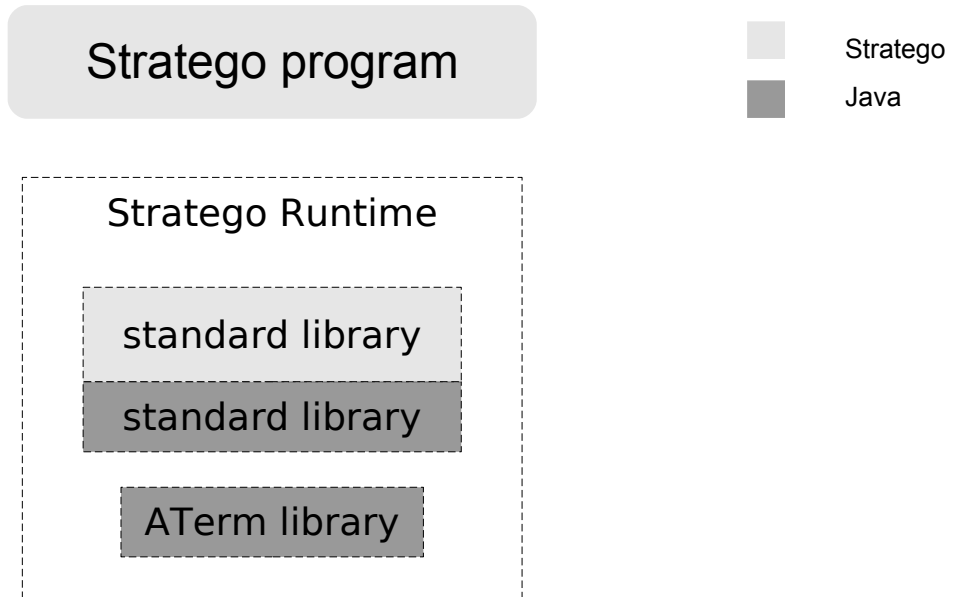 Stratego program
Stratego
Java
Stratego Runtime
standard library
standard library
ATerm library